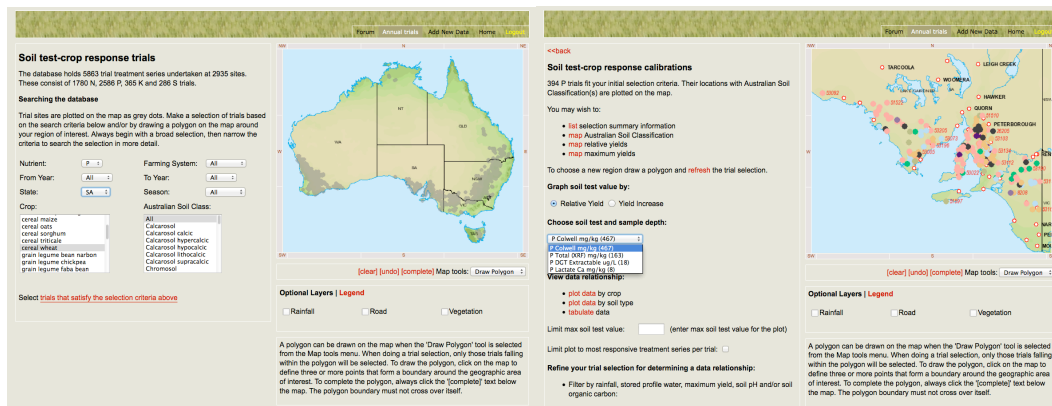 Forum Annual trials Add New Data Home Logout
Soil test-crop response trials
The database holds 5863 trial treatment series undertaken at 2935 sites.
These consist of 1780 N, 2586 P, 365 K and 286 S trials.
Searching the database
Trial sites are plotted on the map as grey dots. Make a selection of trials based
on the search criteria below and/or by drawing a polygon on the map around
your region of interest. Always begin with a broad selection, then narrow the
criteria to search the selection in more detail.
Nutrient: P Farming System: All
From Year: All To Year: All
State: SA Season: All
Crop: Australian Soil Class:
cereal maize
cereal oats
cereal sorghum
cereal triticale
cereal wheat
grain legume bean narbon
grain legume chickpea
grain legume faba bean
All
Calcarosol
Calcarosol calcic
Calcarosol hypercalcic
Calcarosol hypocalcic
Calcarosol lithocalcic
Calcarosol supracalcic
Chromosol
Select trials that satisfy the selection criteria above
NW N NE
NT
QLD
WA
SA
W E
[clear] [undo] [complete] Map tools: Draw Polygon
Optional Layers | Legend
Rainfall Road Vegetation
A polygon can be drawn on the map when the 'Draw Polygon' tool is selected
from the Map tools menu. When doing a trial selection, only those trials falling
within the polygon will be selected. To draw the polygon, click on the map to
define three or more points that form a boundary around the geographic area
of interest. To complete the polygon, always click the '[complete]' text below
the map. The polygon boundary must not cross over itself.
Forum Annual trials Add New Data Home Logout
<<back
Soil test-crop response calibrations
394 P trials fit your initial selection criteria. Their locations with Australian Soil
Classification(s) are plotted on the map.
You may wish to:
list selection summary information
map Australian Soil Classification
map relative yields
map maximum yields
To choose a new region draw a polygon and refresh the trial selection.
Graph soil test value by:
Relative Yield Yield Increase
Choose soil test and sample depth:
P Colwell mg/kg (467)
P Colwell mg/kg (467)
P Total (XRF) mg/kg (163)
P DGT Extractable ug/L (18)
P Lactate Ca mg/kg (8)
View data relationship:
plot data by crop
plot data by soil type
tabulate data
Limit max soil test value: (enter max soil test value for the plot)
Limit plot to most responsive treatment series per trial:
Refine your trial selection for determining a data relationship:
Filter by rainfall, stored profile water, maximum yield, soil pH and/or soil
organic carbon:
NW N
TARCOOLA
LEIGH CREEK
WOOMERA
HAWKER
QUORN
PETERBOROUGH
W
[clear] [undo] [complete] Map tools: Draw Polygon
Optional Layers | Legend
Rainfall Road Vegetation
A polygon can be drawn on the map when the 'Draw Polygon' tool is selected
from the Map tools menu. When doing a trial selection, only those trials falling
within the polygon will be selected. To draw the polygon, click on the map to
define three or more points that form a boundary around the geographic area
of interest. To complete the polygon, always click the '[complete]' text below
the map. The polygon boundary must not cross over itself.